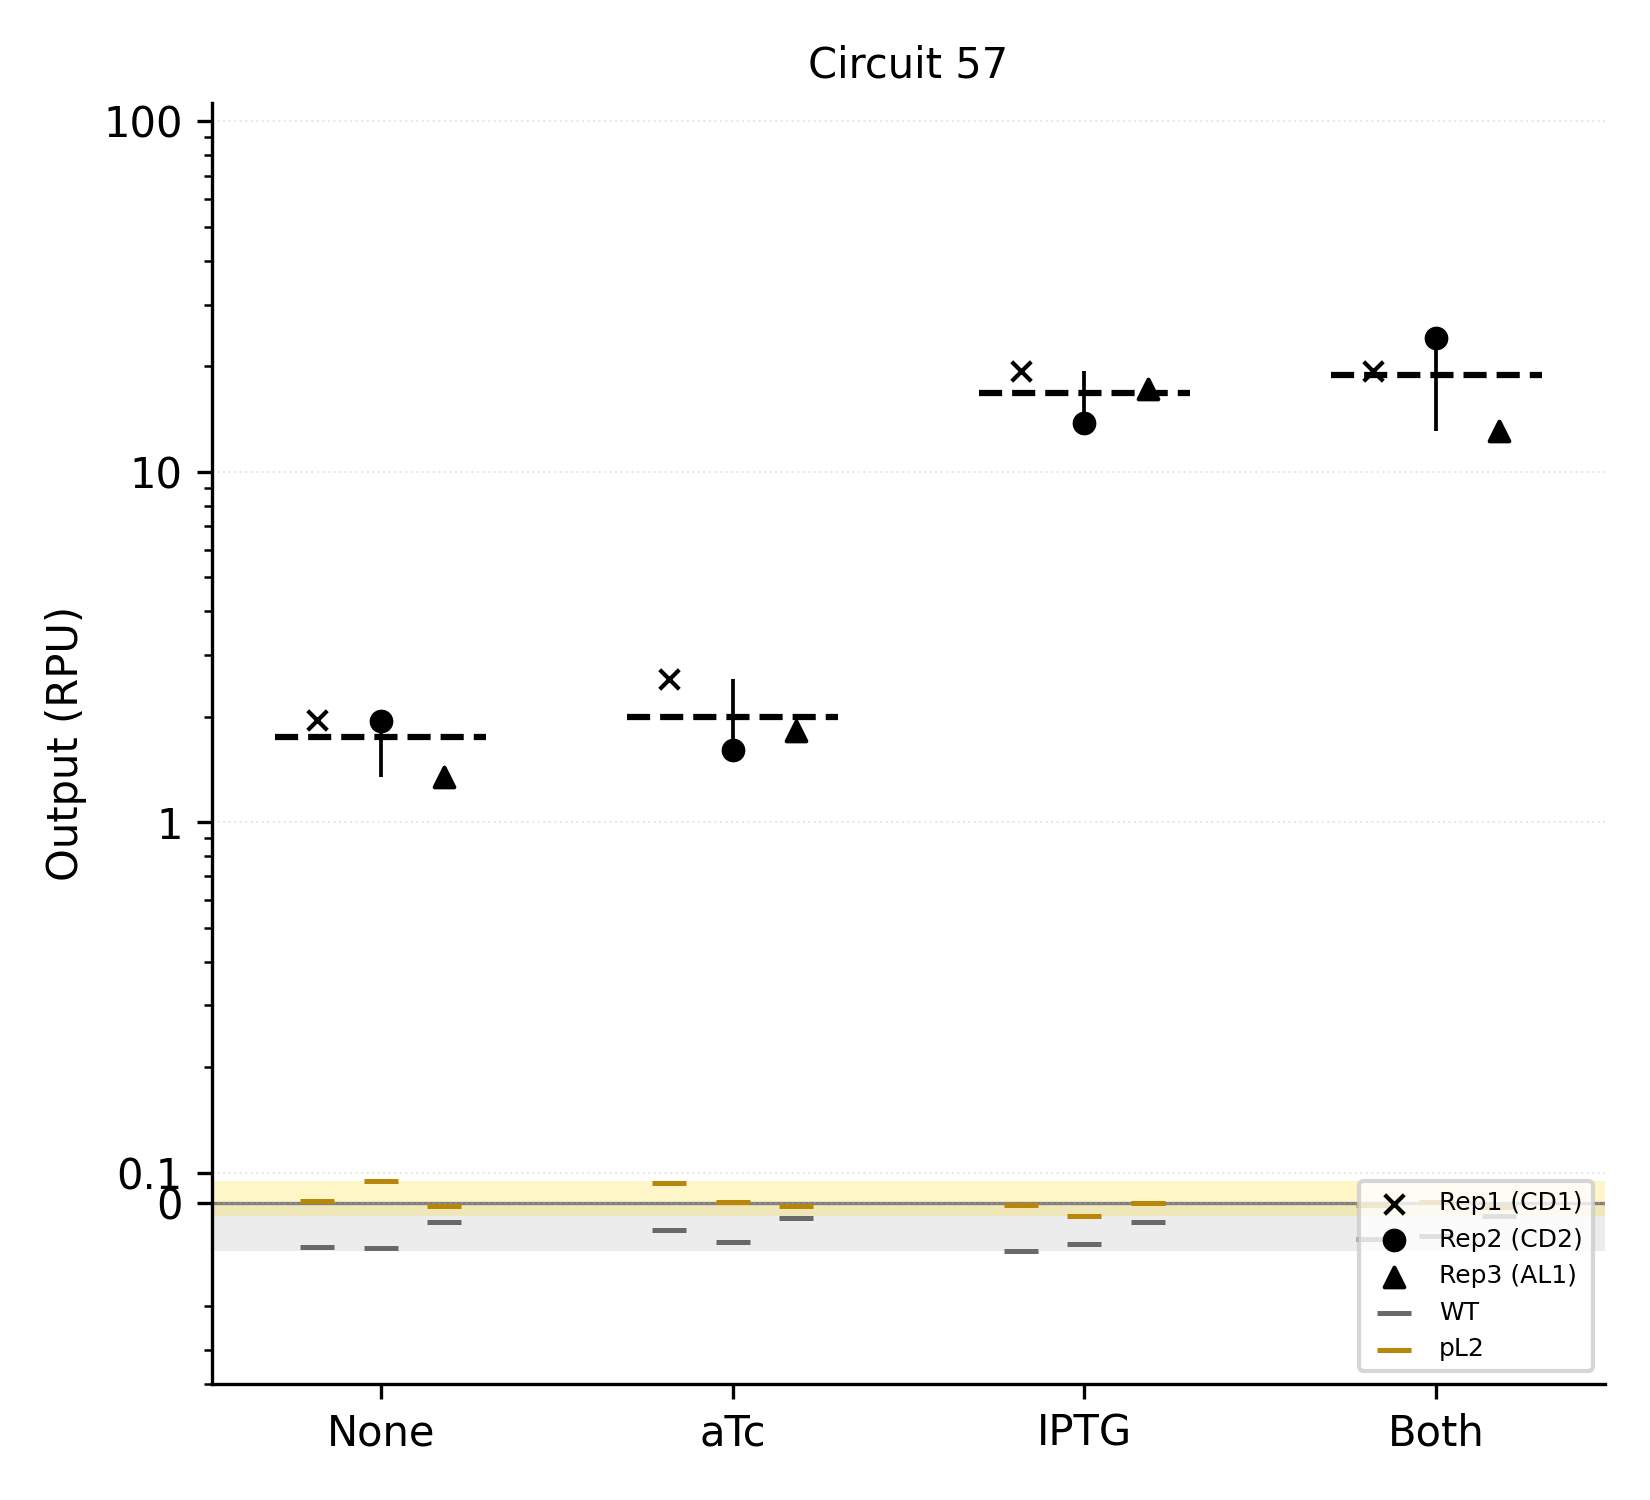 Circuit 57
100
10
1
0.1
0
Output (RPU)
None aTc IPTG Both
Rep1 (CD1)
Rep2 (CD2)
Rep3 (AL1)
WT
pL2